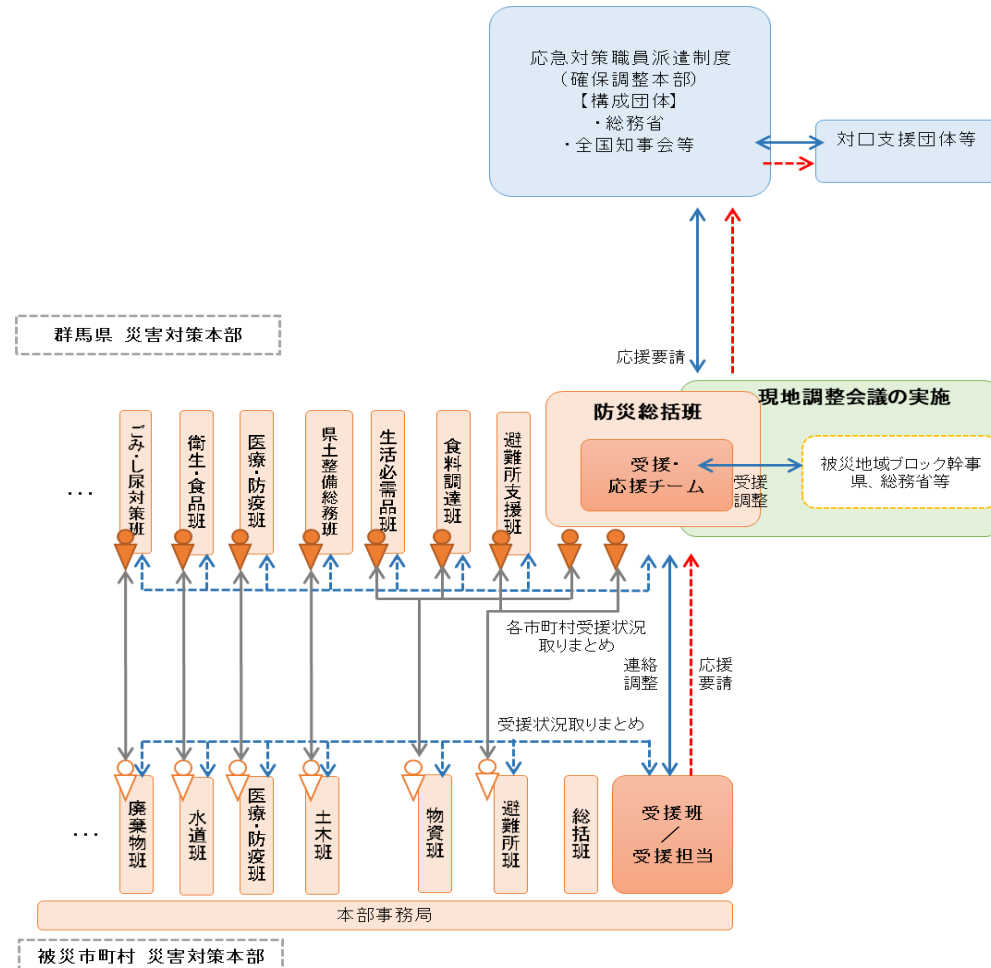 応急対策職員派遣制度
（確保調整本部）
【構成団体】
・総務省
・全国知事会等
対口支援団体等
群馬県 災害対策本部
応援要請
現地調整会議の実施
防災総括班
受援・
応援チーム
受援
調整
被災地域ブロック幹事
県、総務省等
...
ごみ・し尿対策班
衛生・食品班
医療・防疫班
県土整備総務班
生活必需品班
食料調達班
避難所支援班
各市町村受援状況
取りまとめ
連絡
調整
応援
要請
受援状況取りまとめ
...
廃棄物班
水道班
医療・防疫班
土木班
物資班
避難所班
総括班
受援班
／
受援担当
本部事務局
被災市町村 災害対策本部